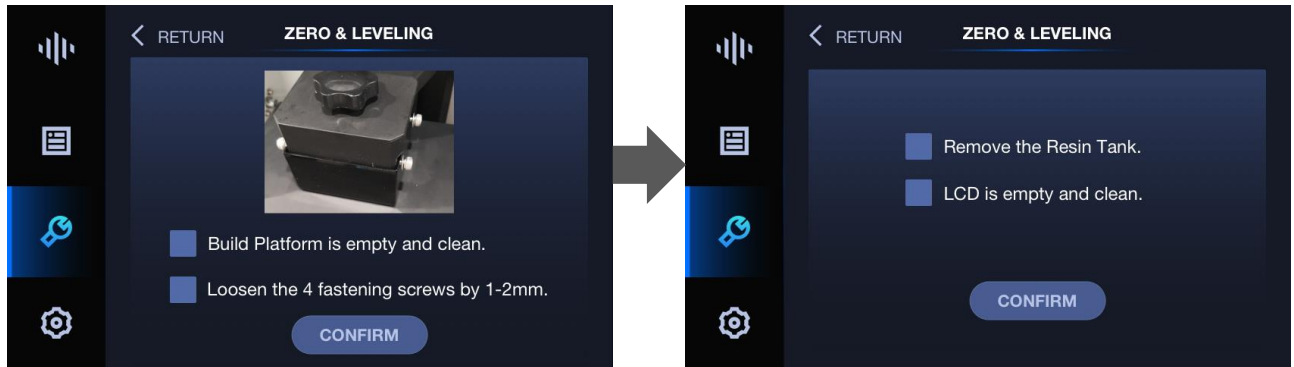 RETURN
ZERO & LEVELING
Build Platform is empty and clean.
Loosen the 4 fastening screws by 1-2mm.
CONFIRM
RETURN
ZERO & LEVELING
Remove the Resin Tank.
LCD is empty and clean.
CONFIRM